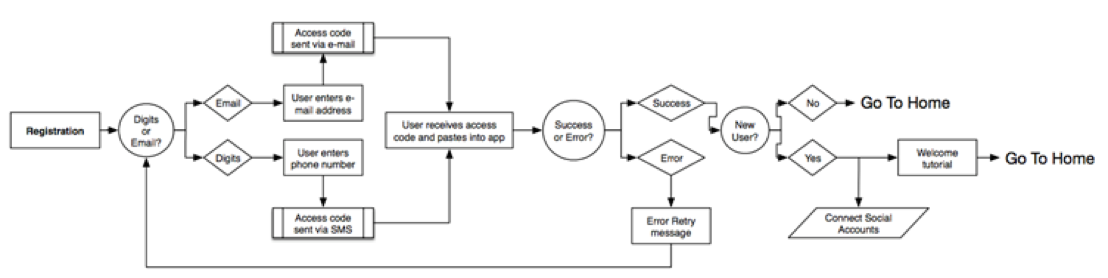 Registration
Digits
or
Email?
Email
Digits
User enters e-
mail address
User enters
phone number
Access code
sent via e-mail
Access code
sent via SMS
User receives access
code and pastes into app
Success
or Error?
Success
Error
Error Retry
message
New
User?
No
Go To Home
Yes
Welcome
tutorial
Go To Home
Connect Social
Accounts